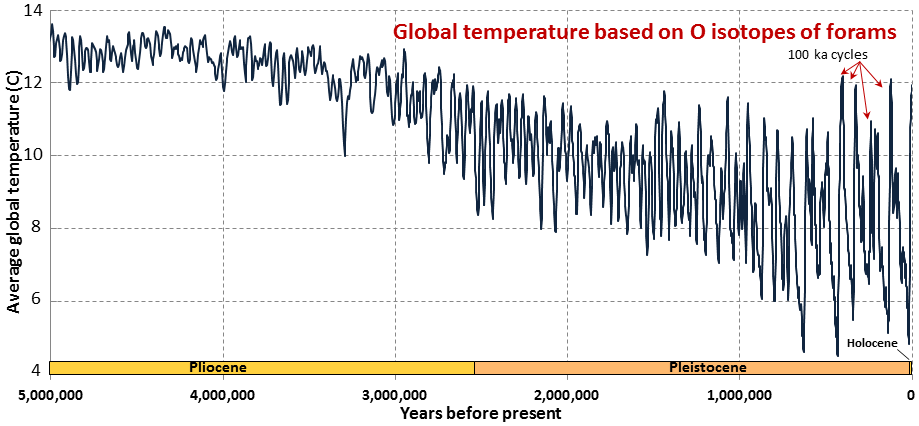 Global temperature based on O isotopes of forams
100 ka cycles
Average global temperature (C)
14
12
10
8
6
4
Holocene
Pliocene
Pleistocene
5,000,000
4,000,000
3,000,000
2,000,000
1,000,000
0
Years before present